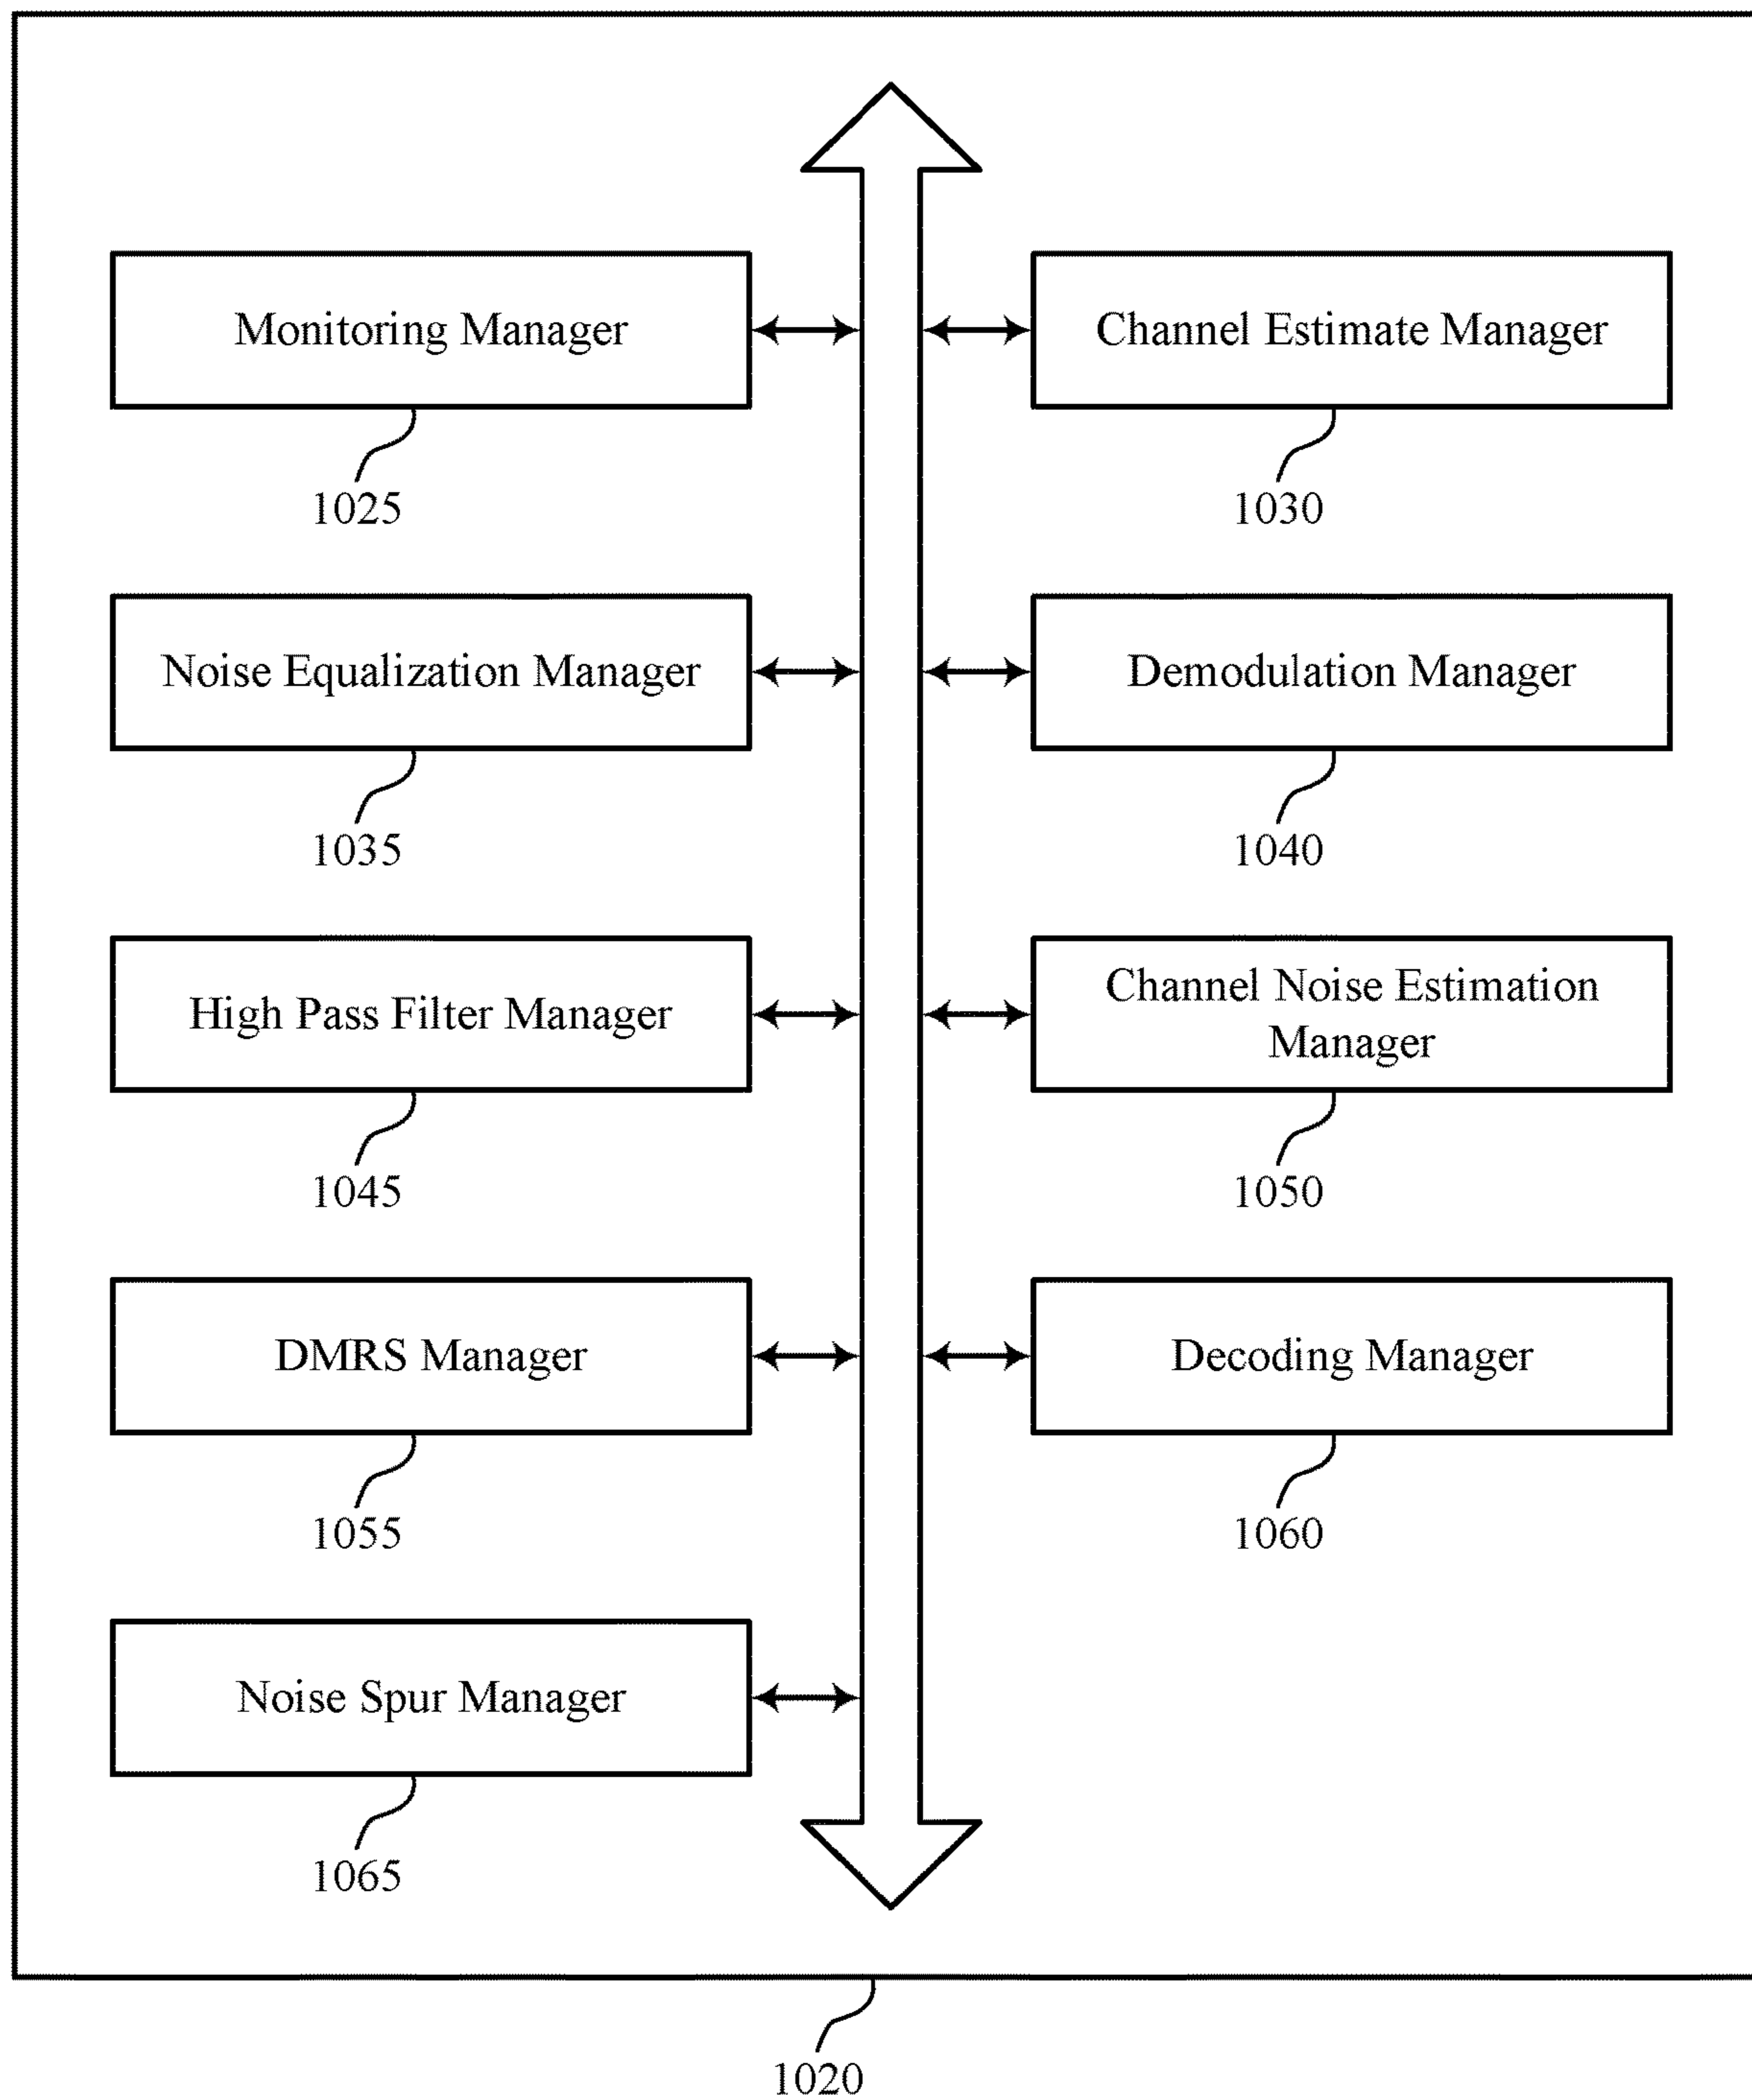 Monitoring Manager
1025
Channel Estimate Manager
1030
Noise Equalization Manager
1035
Demodulation Manager
1040
High Pass Filter Manager
1045
Channel Noise Estimation
Manager
1050
DMRS Manager
1055
Decoding Manager
1060
Noise Spur Manager
1065
1020